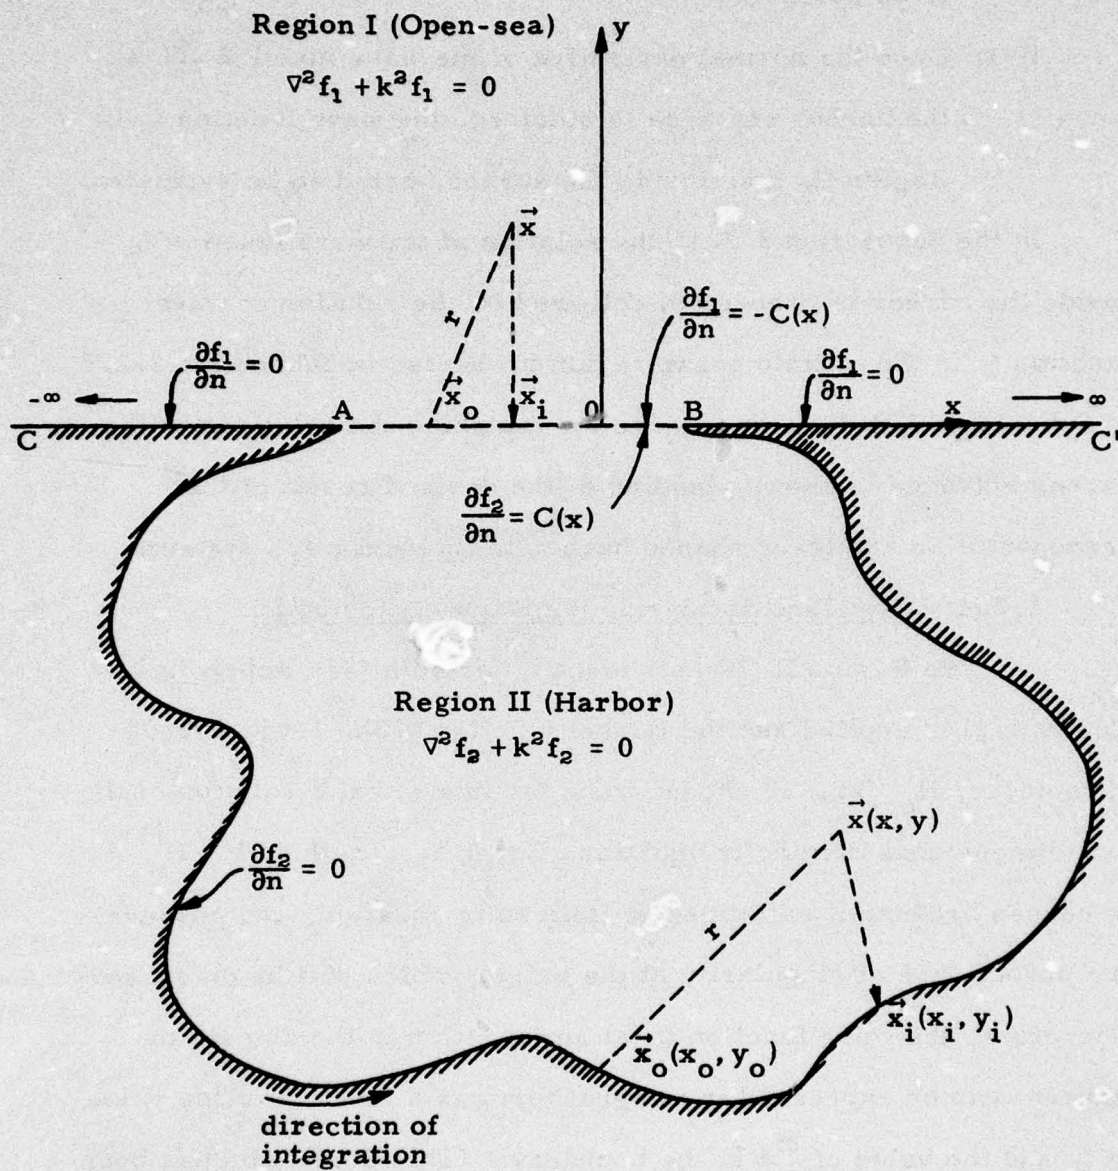 Region I (Open-sea)
∇²f₁ + k²f₁ = 0
y
x⃗
r
∂f₁/∂n = -C(x)
∂f₁/∂n = 0
∂f₁/∂n = 0
-∞
∞
x⃗ₒ
x⃗ᵢ
0
A
B
x
C
C'
∂f₂/∂n = C(x)
Region II (Harbor)
∇²f₂ + k²f₂ = 0
x⃗(x, y)
∂f₂/∂n = 0
r
x⃗ᵢ(xᵢ, yᵢ)
x⃗ₒ(xₒ, yₒ)
direction of
integration